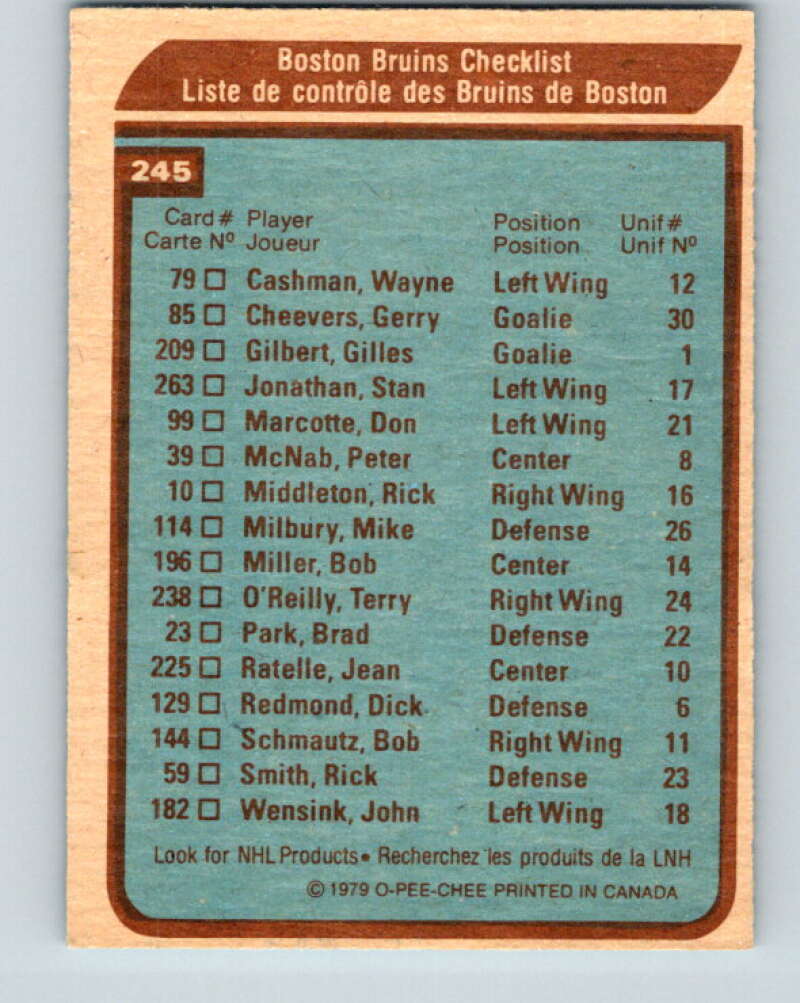 Boston Bruins Checklist
Liste de contrôle des Bruins de Boston
245
Card # Player Position Unif #
Carte Nº Joueur Position Unif Nº
79 □ Cashman, Wayne Left Wing 12
85 □ Cheevers, Gerry Goalie 30
209 □ Gilbert, Gilles Goalie 1
263 □ Jonathan, Stan Left Wing 17
99 □ Marcotte, Don Left Wing 21
39 □ McNab, Peter Center 8
10 □ Middleton, Rick Right Wing 16
114 □ Milbury, Mike Defense 26
196 □ Miller, Bob Center 14
238 □ O'Reilly, Terry Right Wing 24
23 □ Park, Brad Defense 22
225 □ Ratelle, Jean Center 10
129 □ Redmond, Dick Defense 6
144 □ Schmautz, Bob Right Wing 11
59 □ Smith, Rick Defense 23
182 □ Wensink, John Left Wing 18
Look for NHL Products • Recherchez les produits de la LNH
© 1979 O-PEE-CHEE PRINTED IN CANADA